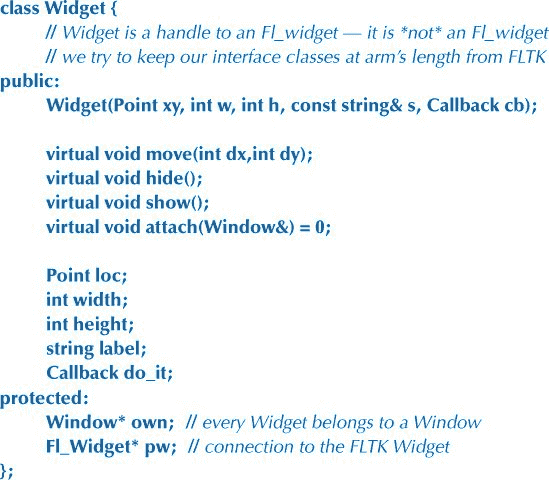 class Widget {
// Widget is a handle to an Fl_widget — it is *not* an Fl_widget
// we try to keep our interface classes at arm’s length from FLTK
public:
Widget(Point xy, int w, int h, const string& s, Callback cb);
virtual void move(int dx,int dy);
virtual void hide();
virtual void show();
virtual void attach(Window&) = 0;
Point loc;
int width;
int height;
string label;
Callback do_it;
protected:
Window* own; // every Widget belongs to a Window
Fl_Widget* pw; // connection to the FLTK Widget
};